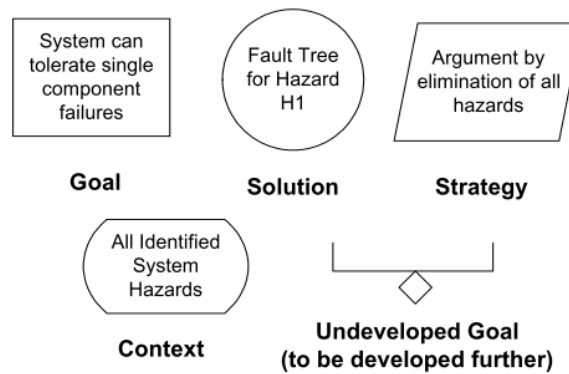 System can
tolerate single
component
failures
Goal
Fault Tree
for Hazard
H1
Solution
Argument by
elimination of all
hazards
Strategy
All Identified
System
Hazards
Context
Undeveloped Goal
(to be developed further)